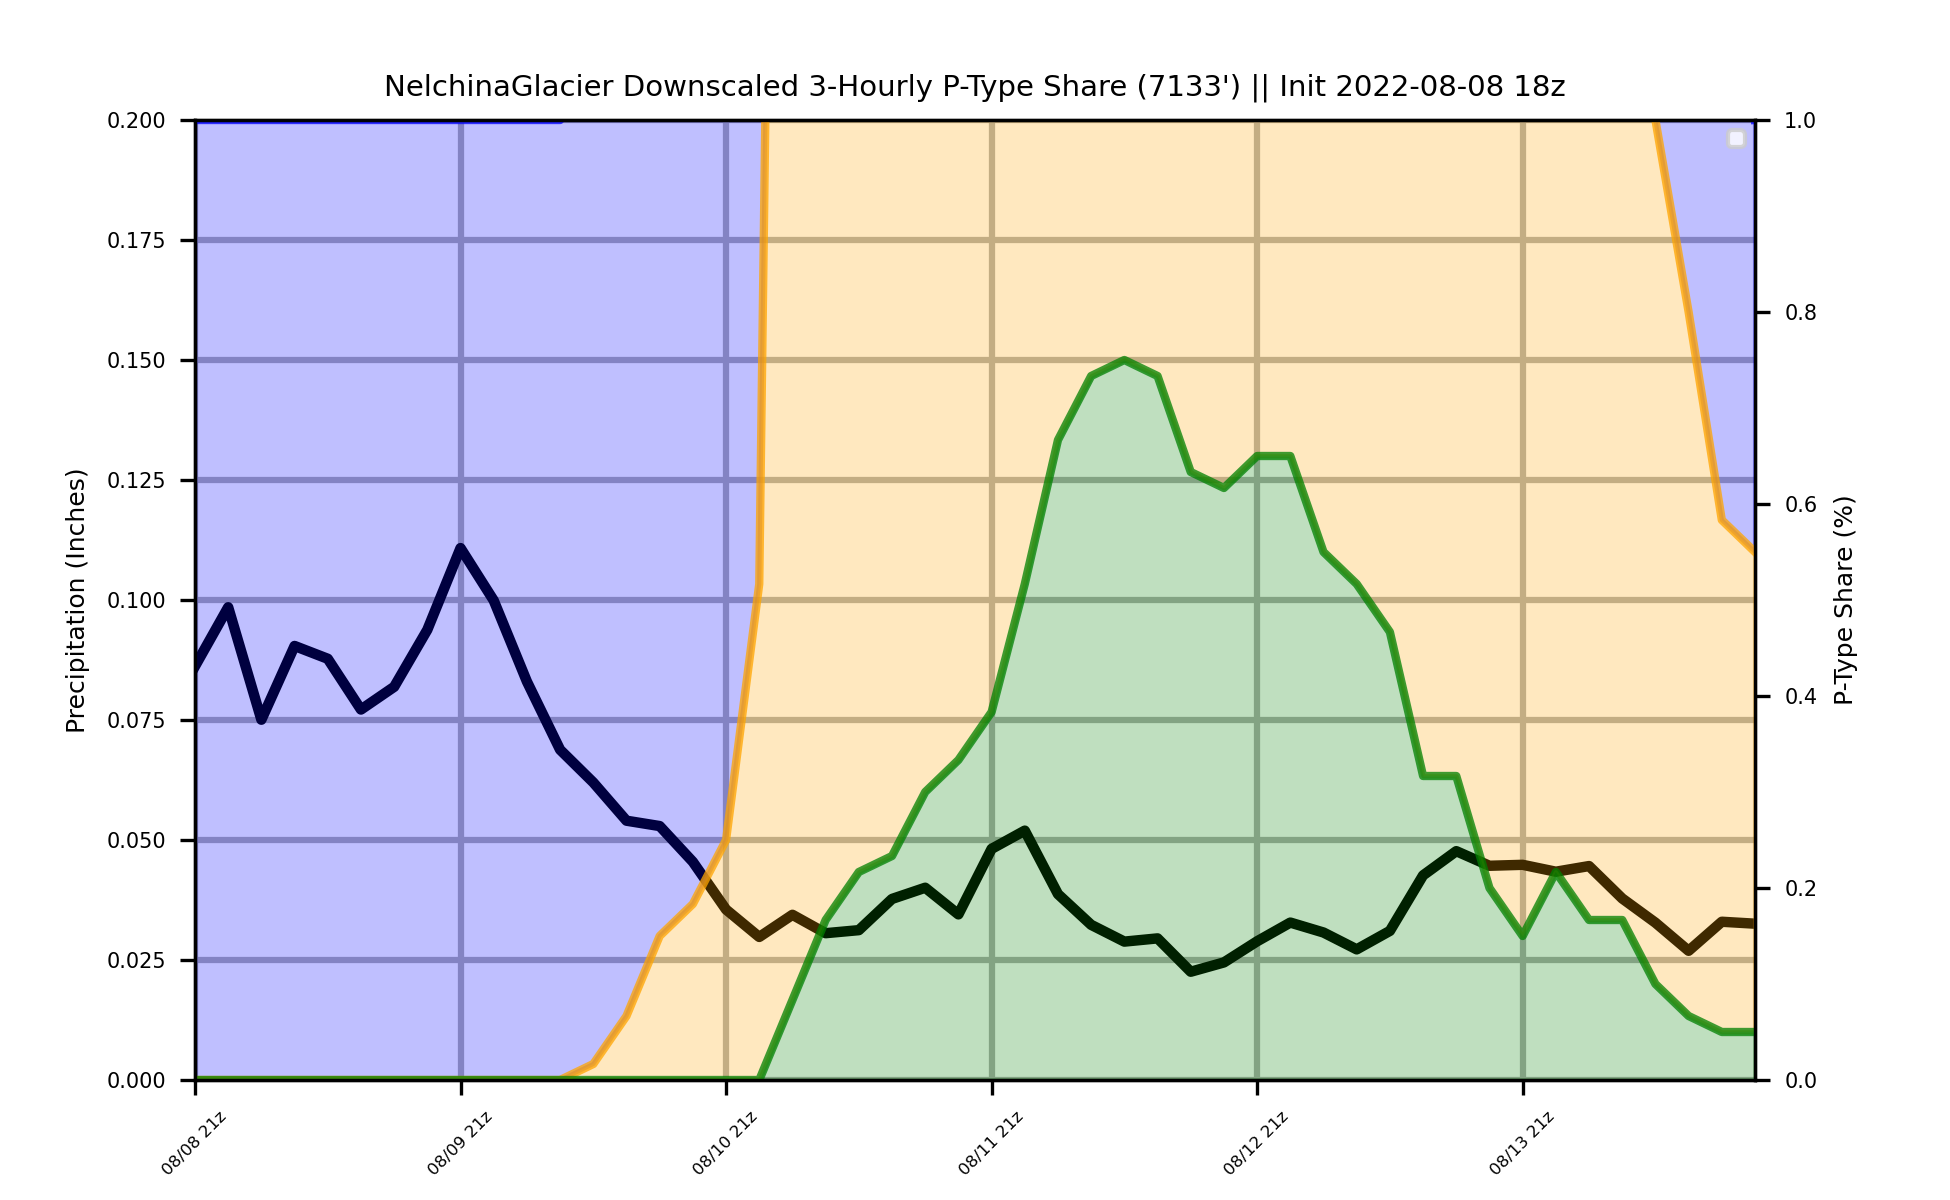 NelchinaGlacier Downscaled 3-Hourly P-Type Share (7133') || Init 2022-08-08 18z
0.200
0.175
0.150
0.125
0.100
0.075
0.050
0.025
0.000
Precipitation (Inches)
1.0
0.8
0.6
0.4
0.2
0.0
P-Type Share (%)
08/08 21z
08/09 21z
08/10 21z
08/11 21z
08/12 21z
08/13 21z